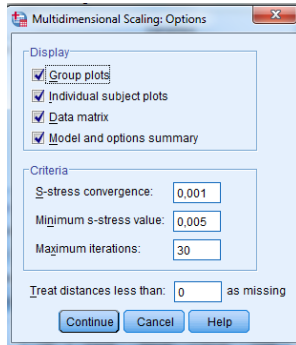 Multidimensional Scaling: Options
Display
Group plots
Individual subject plots
Data matrix
Model and options summary
Criteria
S-stress convergence: 0,001
Minimum s-stress value: 0,005
Maximum iterations: 30
Treat distances less than: 0 as missing
Continue Cancel Help